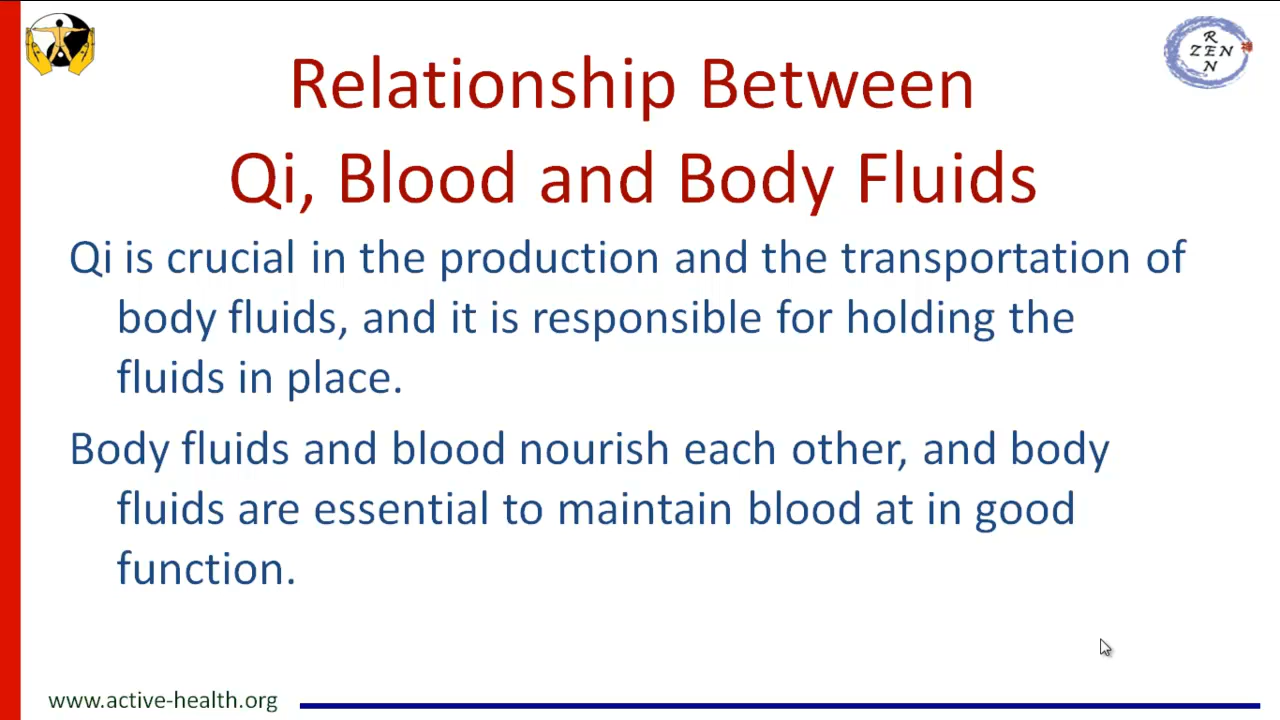 R
ZEN
N
Relationship Between
Qi, Blood and Body Fluids
Qi is crucial in the production and the transportation of
body fluids, and it is responsible for holding the
fluids in place.
Body fluids and blood nourish each other, and body
fluids are essential to maintain blood at in good
function.
www.active-health.org